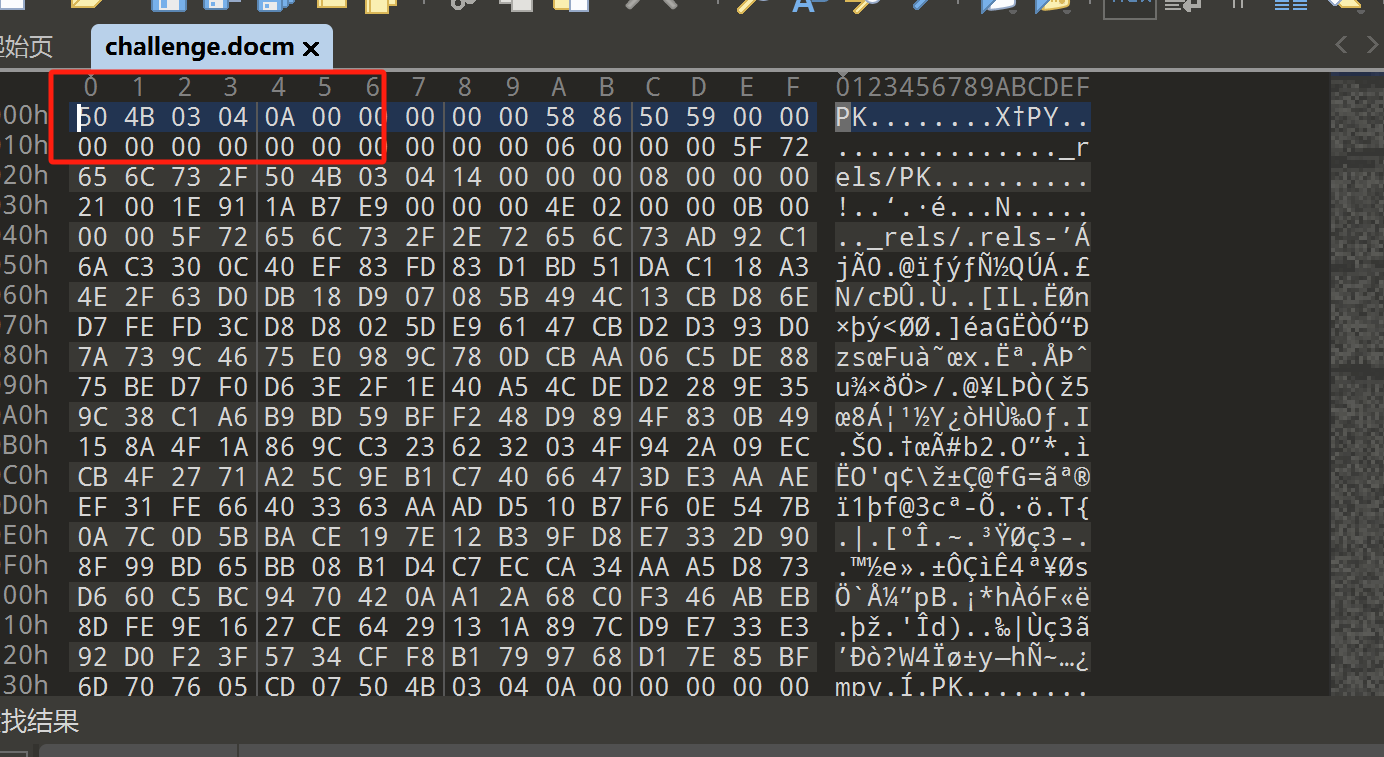 起始页
challenge.docm ×
0 1 2 3 4 5 6 7 8 9 A B C D E F 0123456789ABCDEF
00h 50 4B 03 04 0A 00 00 00 00 00 58 86 50 59 00 00 PK........X†PY..
10h 00 00 00 00 00 00 00 00 00 00 06 00 00 00 5F 72 .............._r
20h 65 6C 73 2F 50 4B 03 04 14 00 00 00 08 00 00 00 els/PK..........
30h 21 00 1E 91 1A B7 E9 00 00 00 4E 02 00 00 0B 00 !..‘.·é...N.....
40h 00 00 5F 72 65 6C 73 2F 2E 72 65 6C 73 AD 92 C1 .._rels/.rels-’Á
50h 6A C3 30 0C 40 EF 83 FD 83 D1 BD 51 DA C1 18 A3 jÃ0.@ïƒýƒÑ½QÚÁ.£
60h 4E 2F 63 D0 DB 18 D9 07 08 5B 49 4C 13 CB D8 6E N/cÐÛ.Ù..[IL.ËØn
70h D7 FE FD 3C D8 D8 02 5D E9 61 47 CB D2 D3 93 D0 ×þý<ØØ.]éaGËÒÓ“Ð
80h 7A 73 9C 46 75 E0 98 9C 78 0D CB AA 06 C5 DE 88 zsœFuà˜œx.Ëª.ÅÞˆ
90h 75 BE D7 F0 D6 3E 2F 1E 40 A5 4C DE D2 28 9E 35 u¾×ðÖ>/.@¥LÞÒ(ž5
A0h 9C 38 C1 A6 B9 BD 59 BF F2 48 D9 89 4F 83 0B 49 œ8Á¦¹½Y¿òHÙ‰Oƒ.I
B0h 15 8A 4F 1A 86 9C C3 23 62 32 03 4F 94 2A 09 EC .ŠO.†œÃ#b2.O”*.ì
C0h CB 4F 27 71 A2 5C 9E B1 C7 40 66 47 3D E3 AA AE ËO'q¢\ž±Ç@fG=ãª®
D0h EF 31 FE 66 40 33 63 AA AD D5 10 B7 F6 0E 54 7B ï1þf@3cª-Õ.·ö.T{
E0h 0A 7C 0D 5B BA CE 19 7E 12 B3 9F D8 E7 33 2D 90 .|.[ºÎ.~.³ŸØç3-.
F0h 8F 99 BD 65 BB 08 B1 D4 C7 EC CA 34 AA A5 D8 73 .™½e».±ÔÇìÊ4ª¥Øs
00h D6 60 C5 BC 94 70 42 0A A1 2A 68 C0 F3 46 AB EB Ö`Å¼”pB.¡*hÀóF«ë
10h 8D FE 9E 16 27 CE 64 29 13 1A 89 7C D9 E7 33 E3 .þž.'Îd)..‰|Ùç3ã
20h 92 D0 F2 3F 57 34 CF F8 B1 79 97 68 D1 7E 85 BF ’Ðò?W4Ïø±y—hÑ~…¿
30h 6D 70 76 05 CD 07 50 4B 03 04 0A 00 00 00 00 00 mpv.Í.PK........
找结果